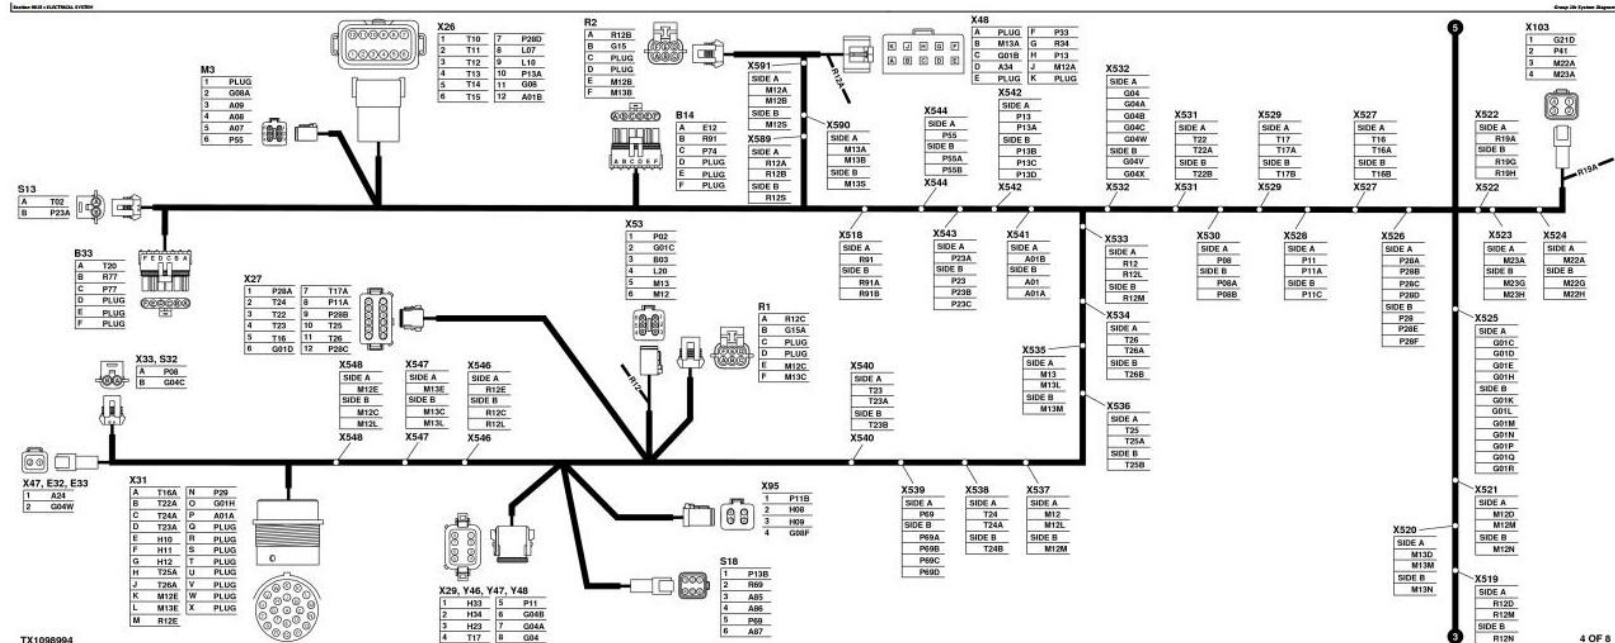 Section 9015 - ELECTRICAL SYSTEM
M3
1 PLUG
2 G08A
3 A09
4 A08
5 A07
6 P55
X26
1 T10 7 P28D
2 T11 8 L07
3 T12 9 L10
4 T13 10 P13A
5 T14 11 G08
6 T15 12 A01B
R2
A R12B
B G15
C PLUG
D PLUG
E M12B
F M13B
B14
A E12
B R91
C P74
D PLUG
E PLUG
F PLUG
X591
SIDE A
M12A
M12B
SIDE B
M12S
X589
SIDE A
R12A
R12B
SIDE B
R12S
R12A
X590
SIDE A
M13A
M13B
SIDE B
M13S
X48
A PLUG F P33
B M13A G R34
C G01B H P13
D A34 J M12A
E PLUG K PLUG
X544
SIDE A
P55
SIDE B
P55A
P55B
X544
X542
SIDE A
P13
P13A
SIDE B
P13B
P13C
P13D
X542
X532
SIDE A
G04
G04A
G04B
G04C
G04W
SIDE B
G04V
G04X
X532
X531
SIDE A
T22
T22A
SIDE B
T22B
X531
X529
SIDE A
T17
T17A
SIDE B
T17B
X529
X527
SIDE A
T16
T16A
SIDE B
T16B
X527
5
X522
SIDE A
R19A
SIDE B
R19G
R19H
X522
X103
1 G21D
2 P41
3 M22A
4 M23A
R19A
S13
A T02
B P23A
B33
A T20
B R77
C P77
D PLUG
E PLUG
F PLUG
X27
1 P28A 7 T17A
2 T24 8 P11A
3 T22 9 P28B
4 T23 10 T25
5 T16 11 T26
6 G01D 12 P28C
X53
1 P02
2 G01C
3 B03
4 L20
5 M13
6 M12
R1
A R12C
B G15A
C PLUG
D PLUG
E M12C
F M13C
R12
X518
SIDE A
R91
SIDE B
R91A
R91B
X543
SIDE A
P23A
SIDE B
P23
P23B
P23C
X541
SIDE A
A01B
SIDE B
A01
A01A
X533
SIDE A
R12
R12L
SIDE B
R12M
X534
SIDE A
T26
T26A
SIDE B
T26B
X535
SIDE A
M13
M13L
SIDE B
M13M
X536
SIDE A
T25
T25A
SIDE B
T25B
X530
SIDE A
P08
SIDE B
P08A
P08B
X528
SIDE A
P11
P11A
SIDE B
P11C
X526
SIDE A
P28A
P28B
P28C
P28D
SIDE B
P28
P28E
P28F
X523
SIDE A
M23A
SIDE B
M23G
M23H
X524
SIDE A
M22A
SIDE B
M22G
M22H
X525
SIDE A
G01C
G01D
G01E
G01H
SIDE B
G01K
G01L
G01M
G01N
G01P
G01Q
G01R
X33, S32
A P08
B G04C
X548
SIDE A
M12E
SIDE B
M12C
M12L
X548
X547
SIDE A
M13E
SIDE B
M13C
M13L
X547
X546
SIDE A
R12E
SIDE B
R12C
R12L
X546
X540
SIDE A
T23
T23A
SIDE B
T23B
X540
X47, E32, E33
1 A24
2 G04W
X31
A T16A N P29
B T22A O G01H
C T24A P A01A
D T23A Q PLUG
E H10 R PLUG
F H11 S PLUG
G H12 T PLUG
H T25A U PLUG
J T26A V PLUG
K M12E W PLUG
L M13E X PLUG
M R12E
X29, Y46, Y47, Y48
1 H33 5 P11
2 H34 6 G04B
3 H23 7 G04A
4 T17 8 G04
X95
1 P11B
2 H08
3 H09
4 G08F
S18
1 P13B
2 R69
3 A85
4 A86
5 P69
6 A87
X539
SIDE A
P69
SIDE B
P69A
P69B
P69C
P69D
X538
SIDE A
T24
T24A
SIDE B
T24B
X537
SIDE A
M12
M12L
SIDE B
M12M
X520
SIDE A
M13D
M13M
SIDE B
M13N
X521
SIDE A
M12D
M12M
SIDE B
M12N
X519
SIDE A
R12D
R12M
SIDE B
R12N
3
TX1098994
4 OF 8